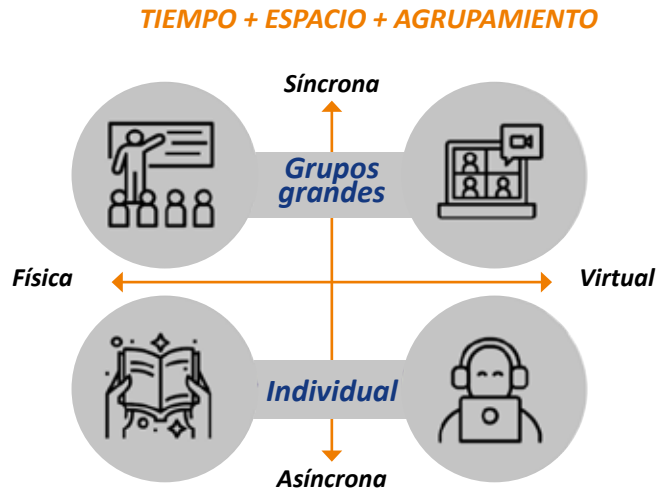 TIEMPO + ESPACIO + AGRUPAMIENTO
Síncrona
Grupos
grandes
Física
Virtual
Individual
Asíncrona